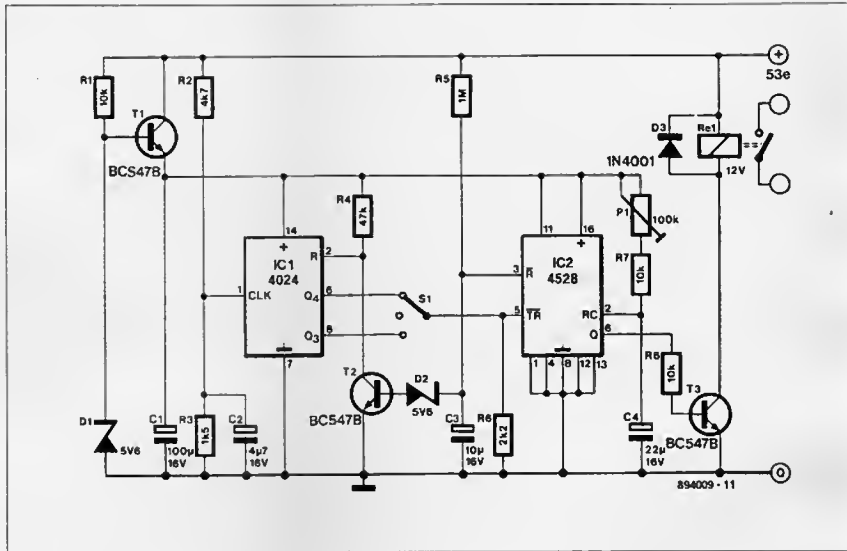 +
53e
R1
10k
T1
BC547B
R2
4k7
R5
1M
D3
1N4001
Re1
12V
R4
47k
14
+
2
R
IC1
4024
1
CLK
Q4
6
Q3
8
7
S1
11
16
+
IC2
4528
3
R
5
TR
RC
2
Q
6
1
4
8
12
13
P1
100k
R7
10k
R6
10k
T3
BC547B
T2
BC547B
D2
5V6
D1
5V6
C1
100µ
16V
R3
1k5
C2
4µ7
16V
C3
10µ
16V
R6
2k2
C4
22µ
16V
0
894009 - 11